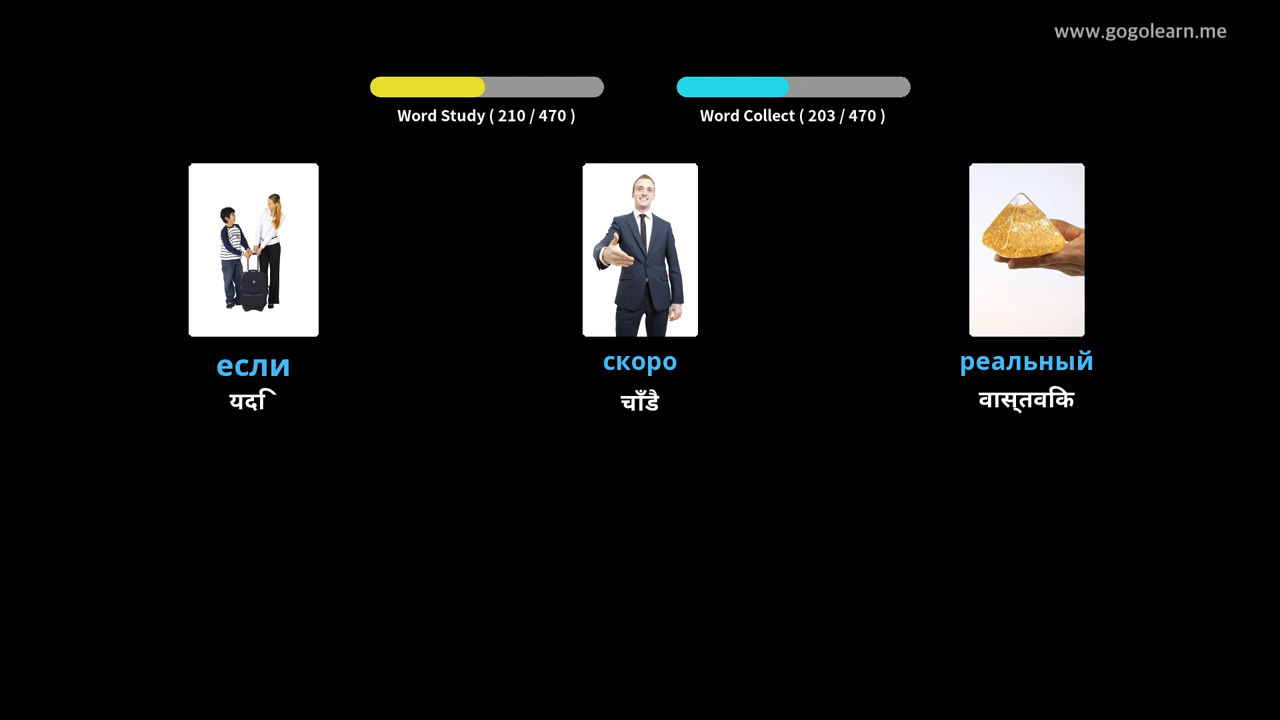 www.gogolearn.me
Word Study ( 210 / 470 )
Word Collect ( 203 / 470 )
если
скоро
реальный
यदि
चाँडै
वास्तविक